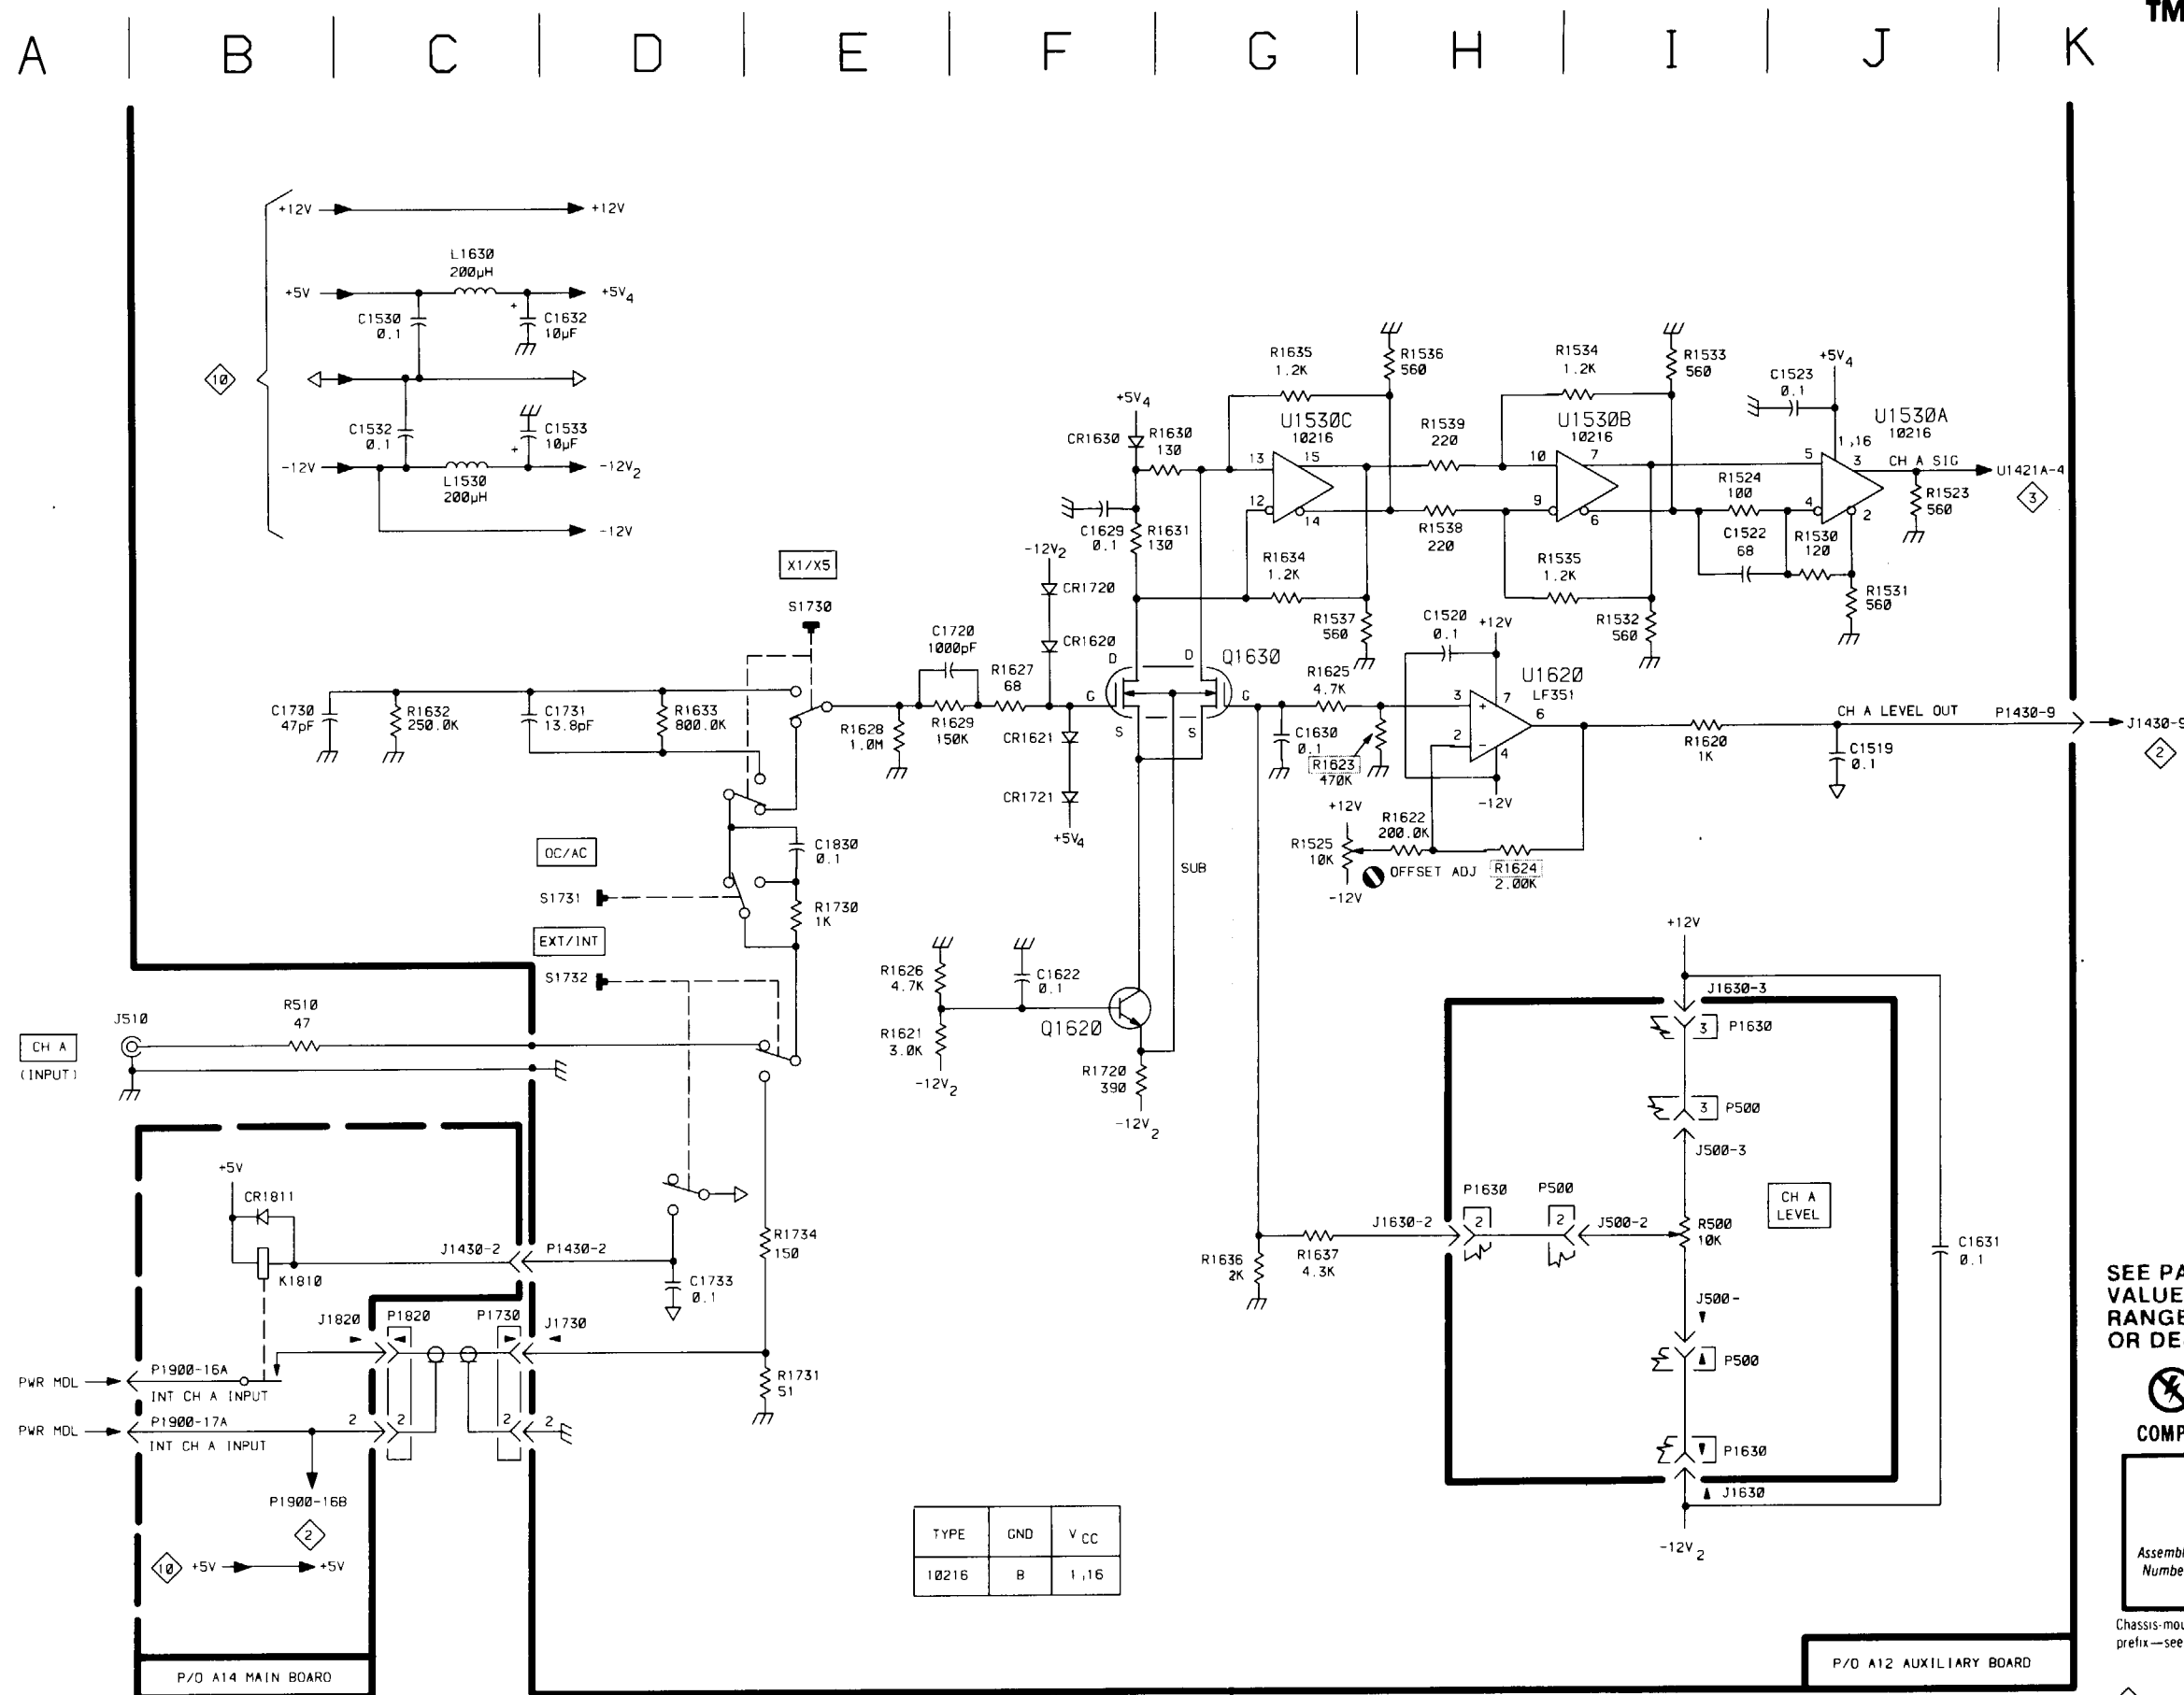 TM
A B C D E F G H I J K
+12V
+12V
L1630
200µH
+5V
+5V4
C1530
0.1
C1632
10µF
10
C1532
0.1
C1533
10µF
-12V
-12V2
L1530
200µH
-12V
X1/X5
S1730
C1730
47pF
R1632
250.0K
C1731
13.8pF
R1633
800.0K
R1628
1.0M
C1720
1000pF
R1629
150K
R1627
68
-12V2
CR1720
CR1620
CR1621
CR1721
+5V4
+5V4
CR1630
R1630
130
C1629
0.1
R1631
130
D
D
G
G
S
S
Q1630
SUB
R1635
1.2K
R1536
560
U1530C
10216
13
15
12
14
R1634
1.2K
R1537
560
R1539
220
R1538
220
R1534
1.2K
R1533
560
U1530B
10216
10
7
9
6
R1535
1.2K
R1532
560
C1523
0.1
+5V4
1,16
U1530A
10216
5
3
4
2
CH A SIG
U1421A-4
3
R1523
560
R1524
100
C1522
68
R1530
120
R1531
560
R1625
4.7K
C1630
0.1
R1623
470K
C1520
0.1
+12V
U1620
LF351
3
+
7
6
2
−
4
-12V
R1620
1K
CH A LEVEL OUT
P1430-9
J1430-9
2
C1519
0.1
+12V
R1525
10K
-12V
R1622
200.0K
OFFSET ADJ
R1624
2.00K
OC/AC
S1731
C1830
0.1
R1730
1K
EXT/INT
S1732
R1626
4.7K
C1622
0.1
Q1620
R1621
3.0K
-12V2
R1720
390
-12V2
J510
R510
47
CH A
(INPUT)
+12V
J1630-3
3
P1630
3
P500
J500-3
P1630
P500
J1630-2
2
2
J500-2
R500
10K
CH A
LEVEL
C1631
0.1
R1636
2K
R1637
4.3K
J500-
P500
P1630
J1630
-12V2
+5V
CR1811
K1810
J1430-2
P1430-2
C1733
0.1
R1734
150
J1820
P1820
P1730
J1730
R1731
51
PWR MDL
P1900-16A
INT CH A INPUT
PWR MDL
P1900-17A
INT CH A INPUT
2
2
2
2
P1900-16B
2
10
+5V
+5V
TYPE GND VCC
10216 8 1,16
P/O A14 MAIN BOARD
P/O A12 AUXILIARY BOARD
SEE PA
VALUE
RANGE
OR DE
COMP
Assembl
Numbe
Chassis-mou
prefix—see